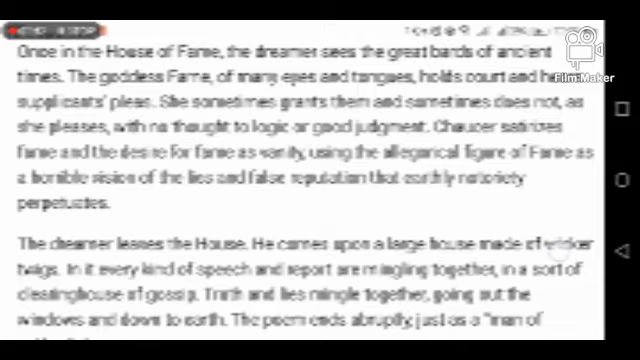 Film Maker
Once in the House of Fame, the dreamer sees the great bards of ancient
times. The goddess Fame, of many eyes and tongues, holds court and
supplicants' pleas. She sometimes grants them and sometimes does not, as
she pleases, with no thought to logic or good judgment. Chaucer satirizes
fame and the desire for fame as vanity, using the allegorical figure of Fame as
a horrible vision of the lies and false reputation that earthly notoriety
perpetuates.
The dreamer leaves the House. He comes upon a large house made of wicker
twigs. In it every kind of speech and report are mingling together, in a sort of
clearinghouse of gossip. Truth and lies mingle together, going out the
windows and down to earth. The poem ends abruptly, just as a "man of